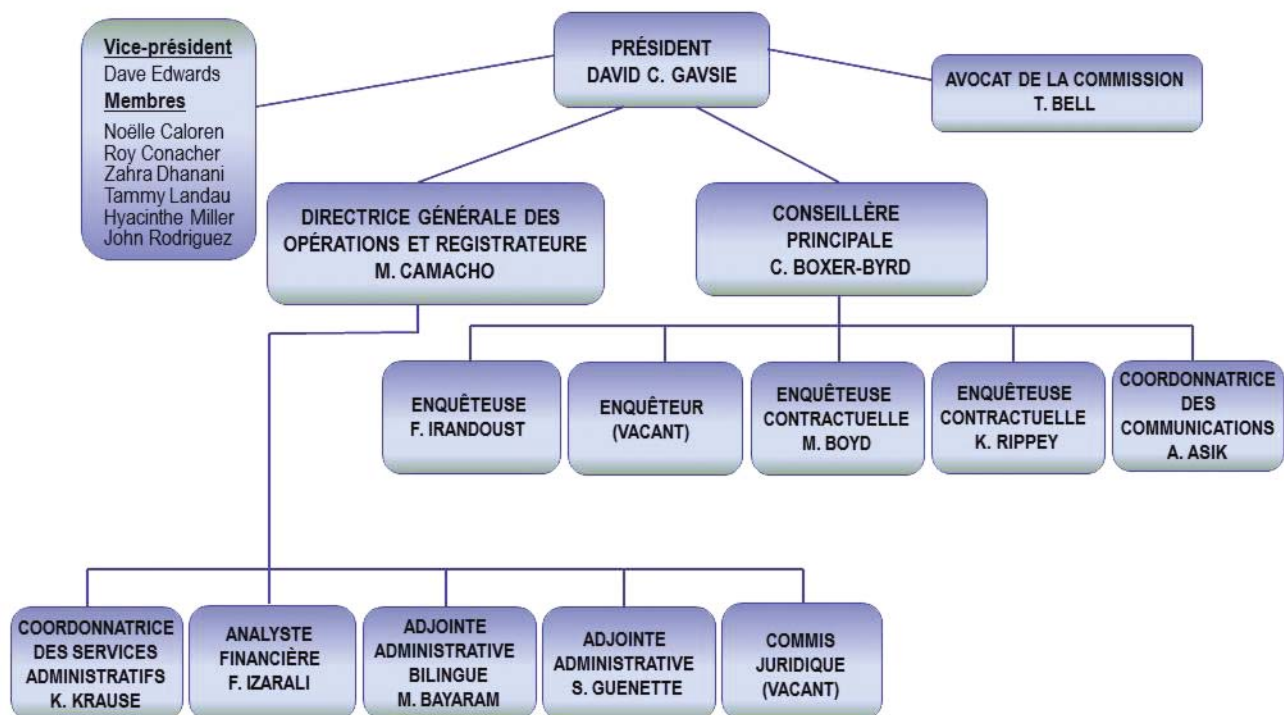 Vice-président
Dave Edwards
Membres
Noëlle Caloren
Roy Conacher
Zahra Dhanani
Tammy Landau
Hyacinthe Miller
John Rodriguez
PRÉSIDENT
DAVID C. GAVSIE
AVOCAT DE LA COMMISSION
T. BELL
DIRECTRICE GÉNÉRALE DES
OPÉRATIONS ET REGISTRATEURE
M. CAMACHO
CONSEILLÈRE
PRINCIPALE
C. BOXER-BYRD
ENQUÊTEUSE
F. IRANDOUST
ENQUÊTEUR
(VACANT)
ENQUÊTEUSE
CONTRACTUELLE
M. BOYD
ENQUÊTEUSE
CONTRACTUELLE
K. RIPPEY
COORDONNATRICE
DES
COMMUNICATIONS
A. ASIK
COORDONNATRICE
DES SERVICES
ADMINISTRATIFS
K. KRAUSE
ANALYSTE
FINANCIÈRE
F. IZARALI
ADJOINTE
ADMINISTRATIVE
BILINGUE
M. BAYARAM
ADJOINTE
ADMINISTRATIVE
S. GUENETTE
COMMIS
JURIDIQUE
(VACANT)